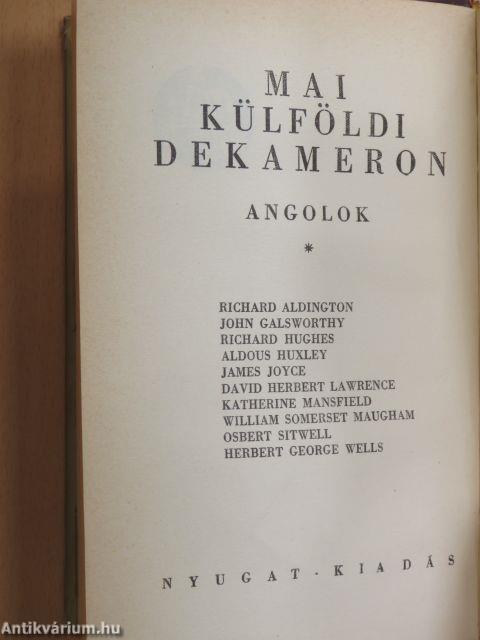 MAI
KÜLFÖLDI
DEKAMERON
ANGOLOK
*
RICHARD ALDINGTON
JOHN GALSWORTHY
RICHARD HUGHES
ALDOUS HUXLEY
JAMES JOYCE
DAVID HERBERT LAWRENCE
KATHERINE MANSFIELD
WILLIAM SOMERSET MAUGHAM
OSBERT SITWELL
HERBERT GEORGE WELLS
NYUGAT-KIADÁS
Antikvárium.hu